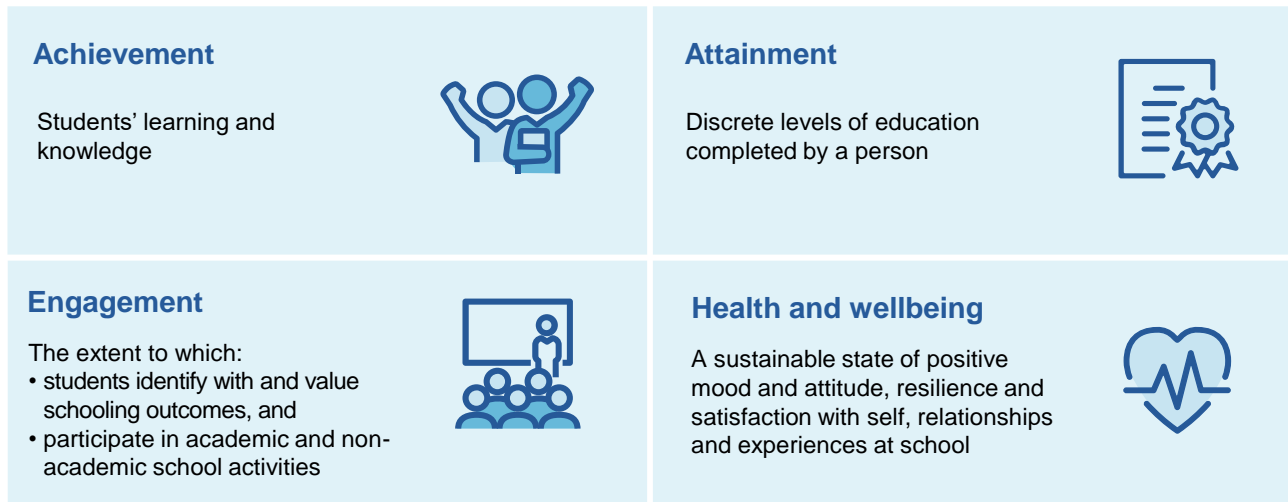 Achievement
Students’ learning and
knowledge
Attainment
Discrete levels of education
completed by a person
Engagement
The extent to which:
• students identify with and value
schooling outcomes, and
• participate in academic and non-
academic school activities
Health and wellbeing
A sustainable state of positive
mood and attitude, resilience and
satisfaction with self, relationships
and experiences at school